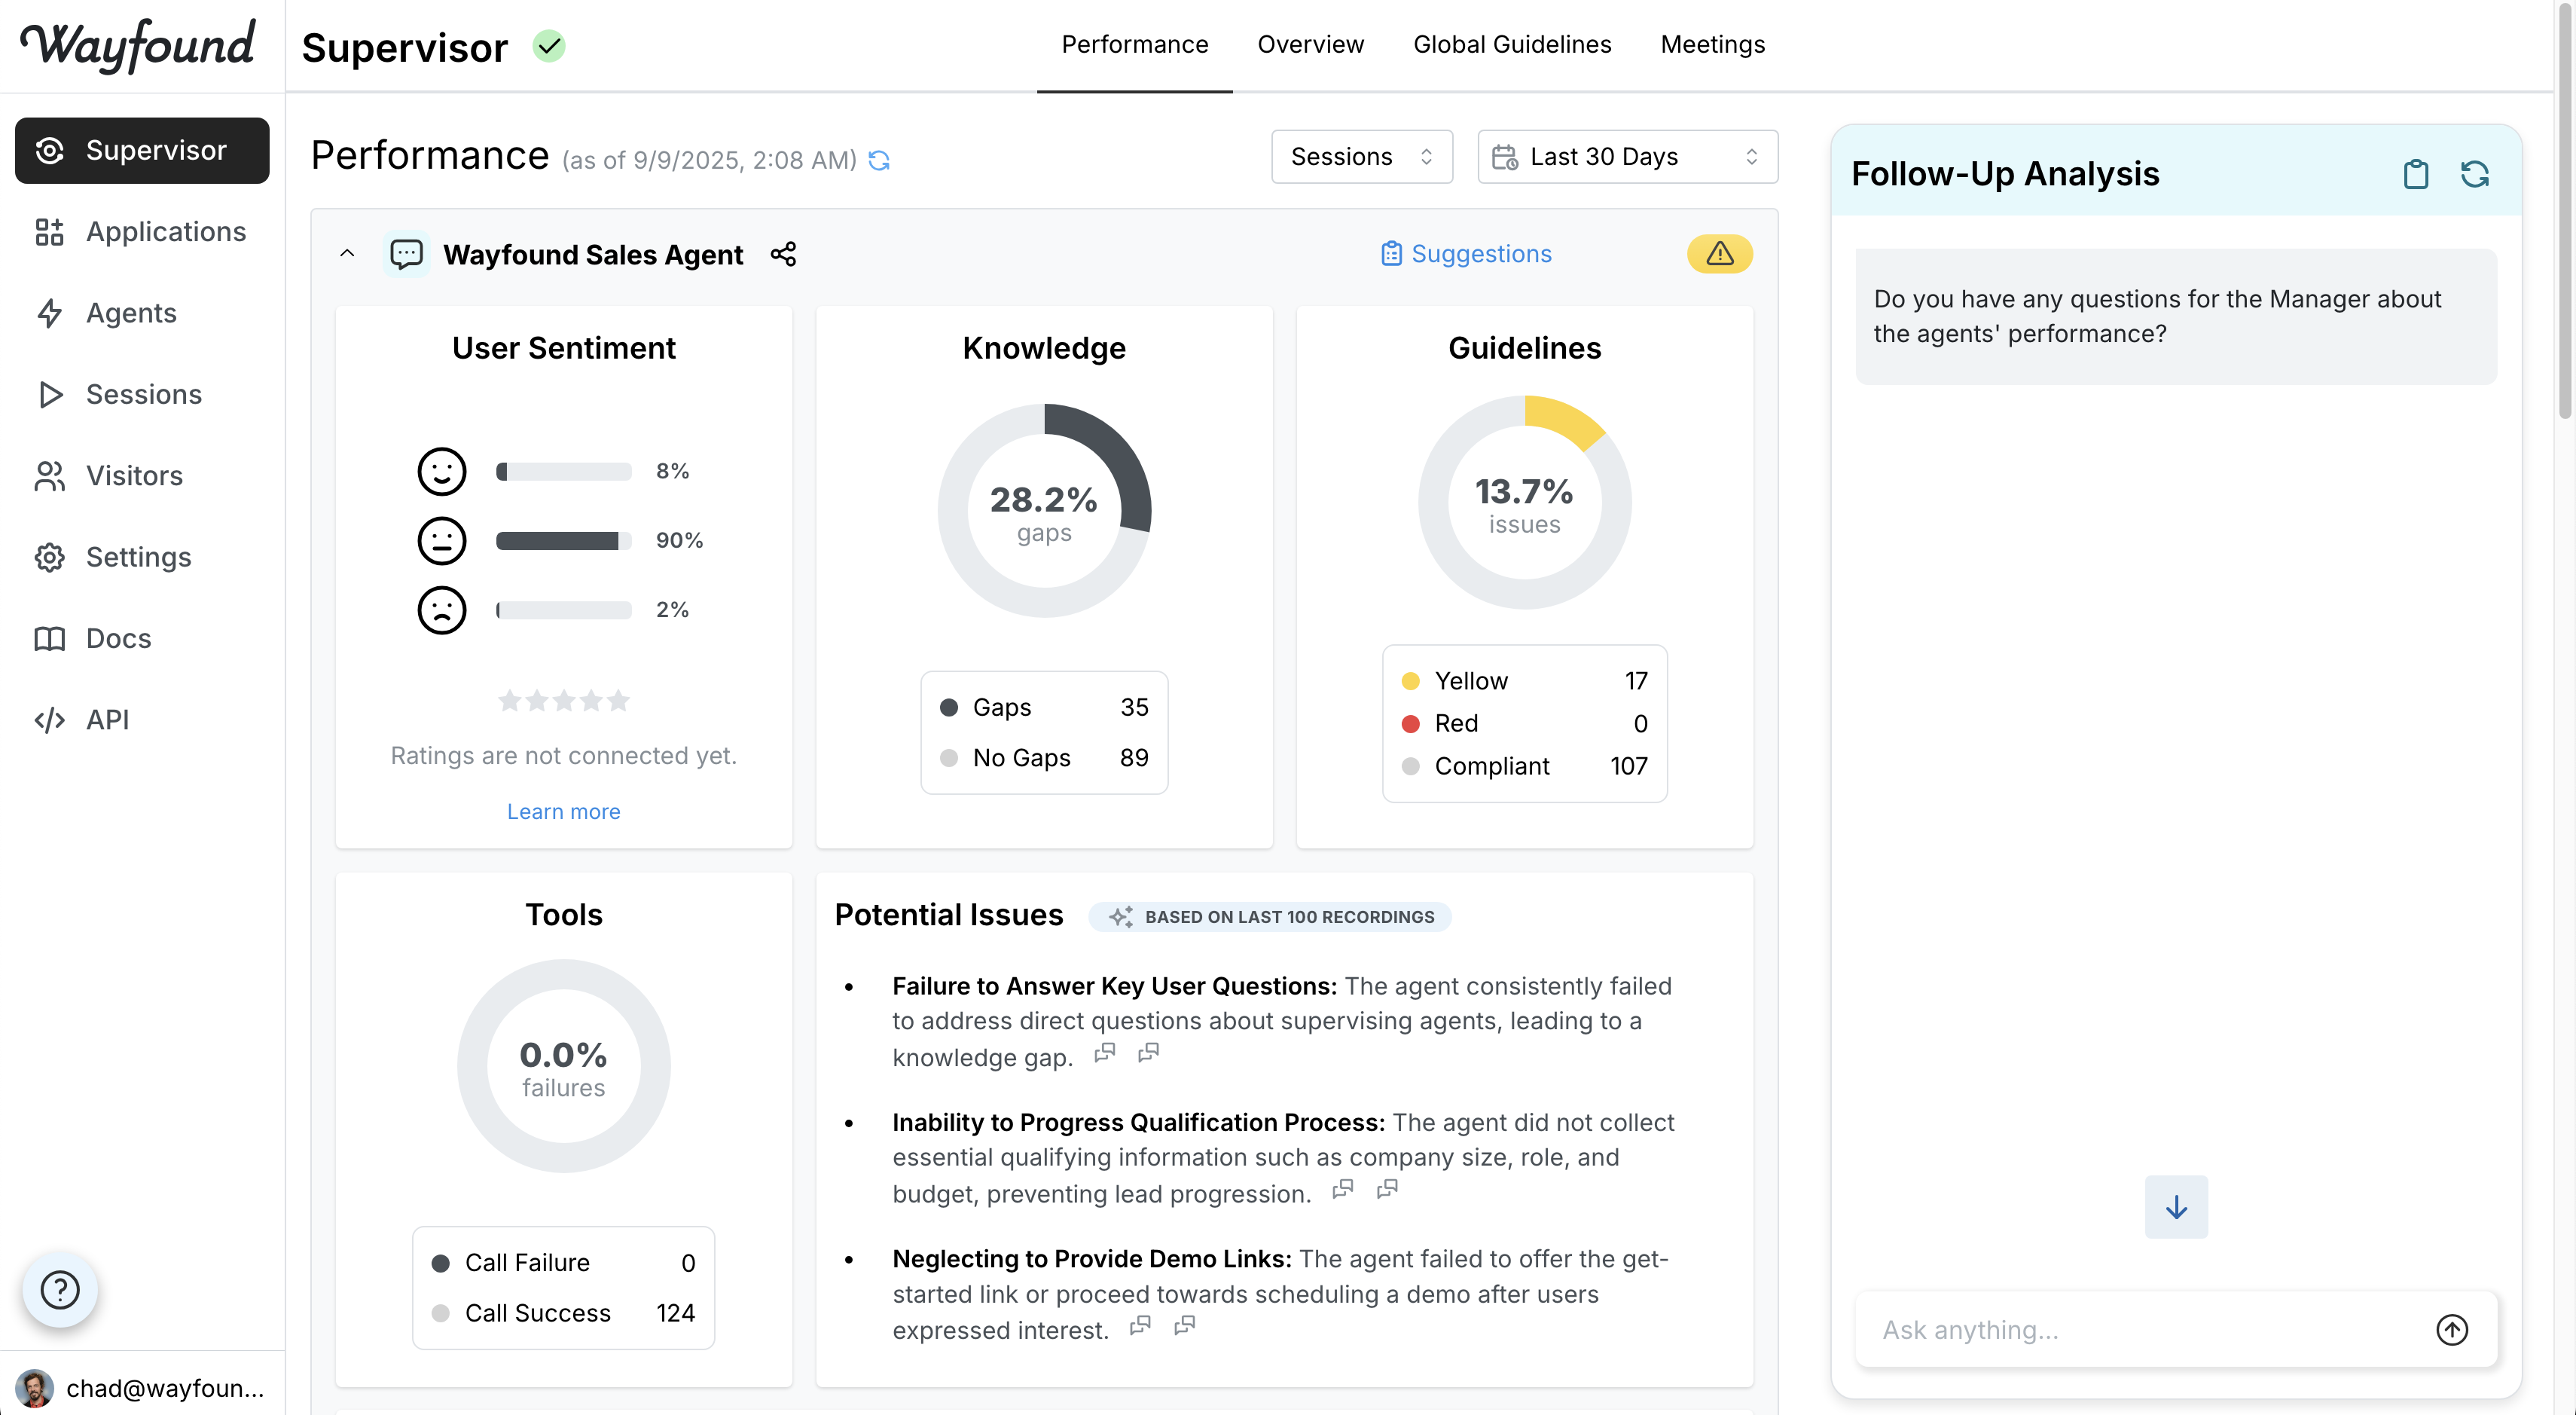 Wayfound
Supervisor
Applications
Agents
Sessions
Visitors
Settings
Docs
API
chad@wayfoun...
Supervisor
Performance
Overview
Global Guidelines
Meetings
Performance (as of 9/9/2025, 2:08 AM)
Sessions
Last 30 Days
Wayfound Sales Agent
Suggestions
User Sentiment
8%
90%
2%
Ratings are not connected yet.
Learn more
Knowledge
28.2%
gaps
Gaps 35
No Gaps 89
Guidelines
13.7%
issues
Yellow 17
Red 0
Compliant 107
Tools
0.0%
failures
Call Failure 0
Call Success 124
Potential Issues
BASED ON LAST 100 RECORDINGS
Failure to Answer Key User Questions: The agent consistently failed
to address direct questions about supervising agents, leading to a
knowledge gap.
Inability to Progress Qualification Process: The agent did not collect
essential qualifying information such as company size, role, and
budget, preventing lead progression.
Neglecting to Provide Demo Links: The agent failed to offer the get-
started link or proceed towards scheduling a demo after users
expressed interest.
Follow-Up Analysis
Do you have any questions for the Manager about
the agents' performance?
Ask anything...